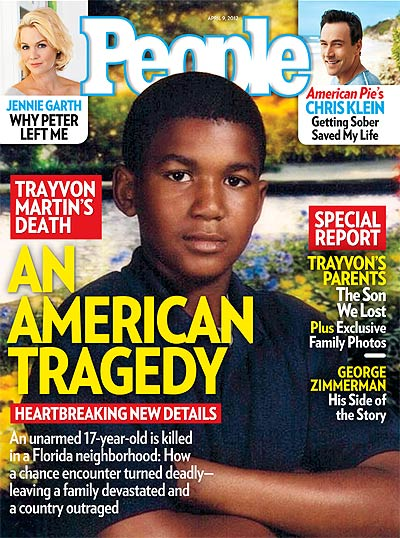 APRIL 9, 2012
People
JENNIE GARTH
WHY PETER
LEFT ME
American Pie's
CHRIS KLEIN
Getting Sober
Saved My Life
TRAYVON
MARTIN'S
DEATH
AN
AMERICAN
TRAGEDY
HEARTBREAKING NEW DETAILS
An unarmed 17-year-old is killed
in a Florida neighborhood: How
a chance encounter turned deadly—
leaving a family devastated and
a country outraged
SPECIAL
REPORT
TRAYVON'S
PARENTS
The Son
We Lost
Plus Exclusive
Family Photos
GEORGE
ZIMMERMAN
His Side of
the Story